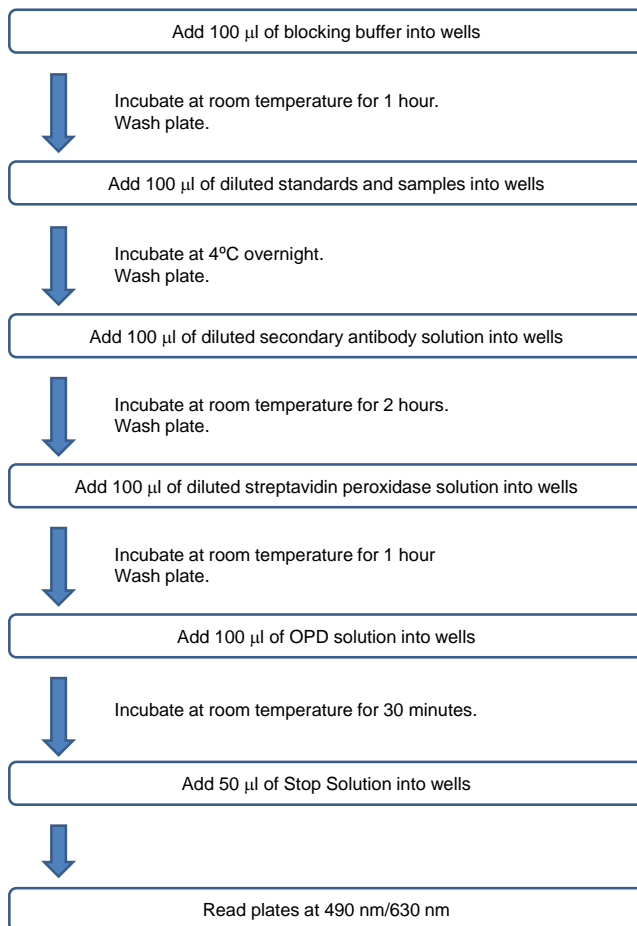 Add 100 μl of blocking buffer into wells
Incubate at room temperature for 1 hour.
Wash plate.
Add 100 μl of diluted standards and samples into wells
Incubate at 4ºC overnight.
Wash plate.
Add 100 μl of diluted secondary antibody solution into wells
Incubate at room temperature for 2 hours.
Wash plate.
Add 100 μl of diluted streptavidin peroxidase solution into wells
Incubate at room temperature for 1 hour
Wash plate.
Add 100 μl of OPD solution into wells
Incubate at room temperature for 30 minutes.
Add 50 μl of Stop Solution into wells
Read plates at 490 nm/630 nm